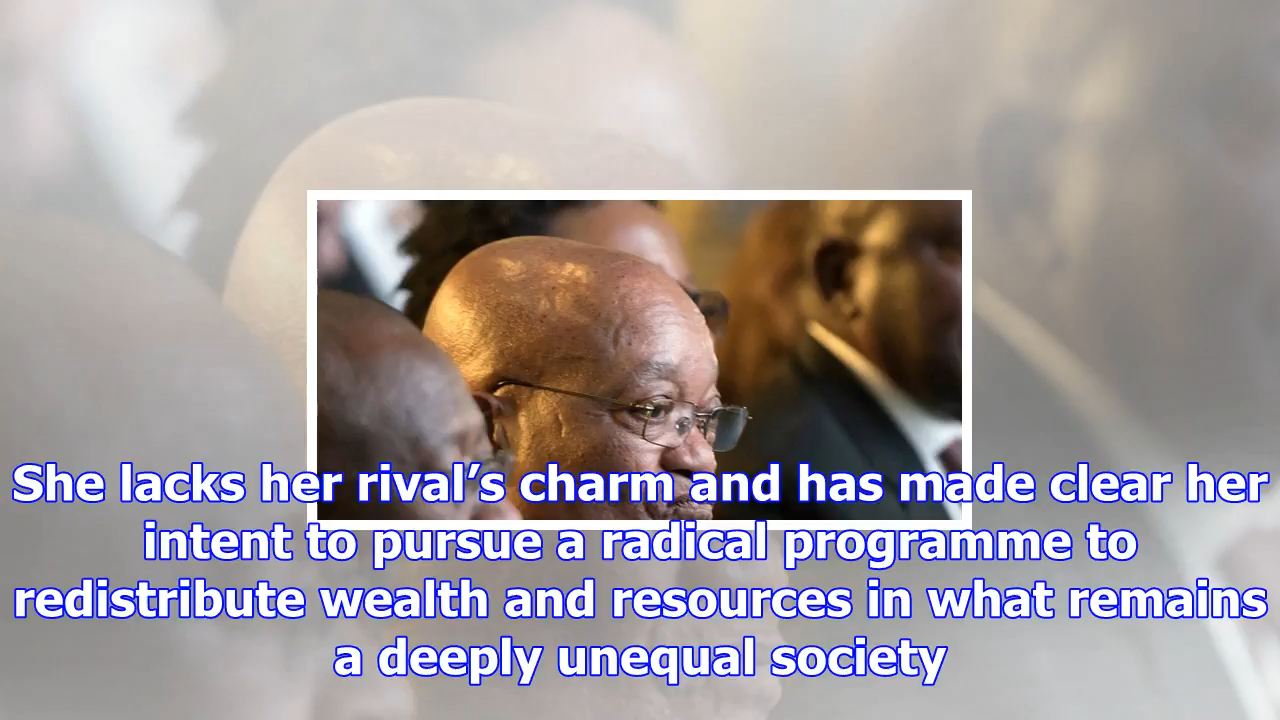 She lacks her rival’s charm and has made clear her
intent to pursue a radical programme to
redistribute wealth and resources in what remains
a deeply unequal society